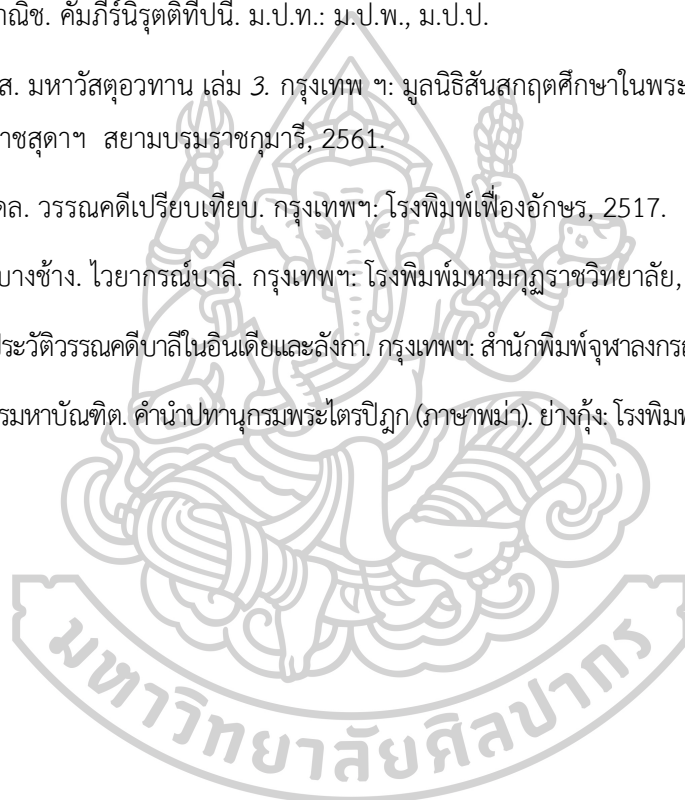 าณิช. คัมภีร์นิรุตติทีปนี. ม.ป.ท.: ม.ป.พ., ม.ป.ป.
ส. มหาวัสตุอวทาน เล่ม 3. กรุงเทพ ฯ: มูลนิธิสันสกฤตศึกษาในพระ
าชสุดาฯ สยามบรมราชกุมารี, 2561.
ดล. วรรณคดีเปรียบเทียบ. กรุงเทพฯ: โรงพิมพ์เฟื่องอักษร, 2517.
บางช้าง. ไวยากรณ์บาลี. กรุงเทพฯ: โรงพิมพ์มหามกุฏราชวิทยาลัย,
ประวัติวรรณคดีบาลีในอินเดียและลังกา. กรุงเทพฯ: สำนักพิมพ์จุฬาลงกรณ
รมหาบัณฑิต. คำนำปทานุกรมพระไตรปิฎก (ภาษาพม่า). ย่างกุ้ง: โรงพิมพ
มหาวิทยาลัยศิลปากร